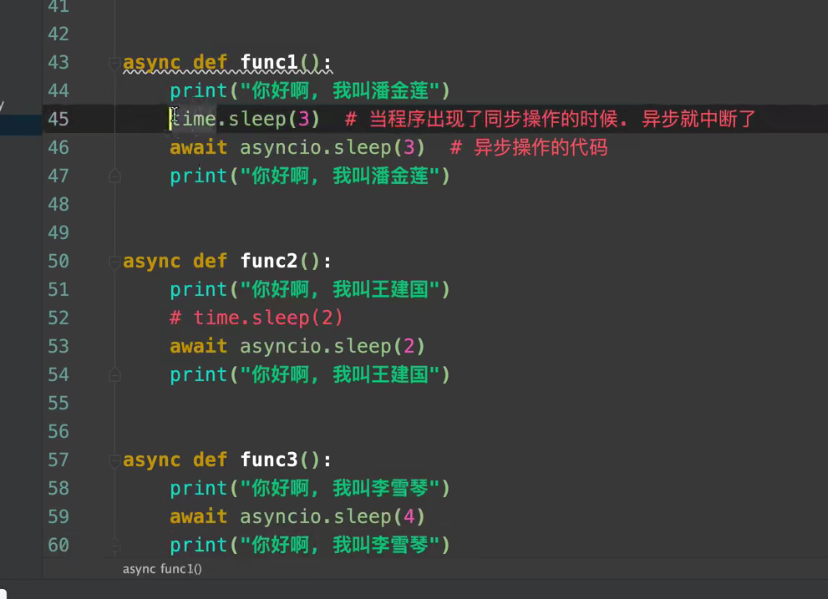 41
42
43 async def func1():
44 print("你好啊, 我叫潘金莲")
45 time.sleep(3) # 当程序出现了同步操作的时候. 异步就中断了
46 await asyncio.sleep(3) # 异步操作的代码
47 print("你好啊, 我叫潘金莲")
48
49
50 async def func2():
51 print("你好啊, 我叫王建国")
52 # time.sleep(2)
53 await asyncio.sleep(2)
54 print("你好啊, 我叫王建国")
55
56
57 async def func3():
58 print("你好啊, 我叫李雪琴")
59 await asyncio.sleep(4)
60 print("你好啊, 我叫李雪琴")
async func1()